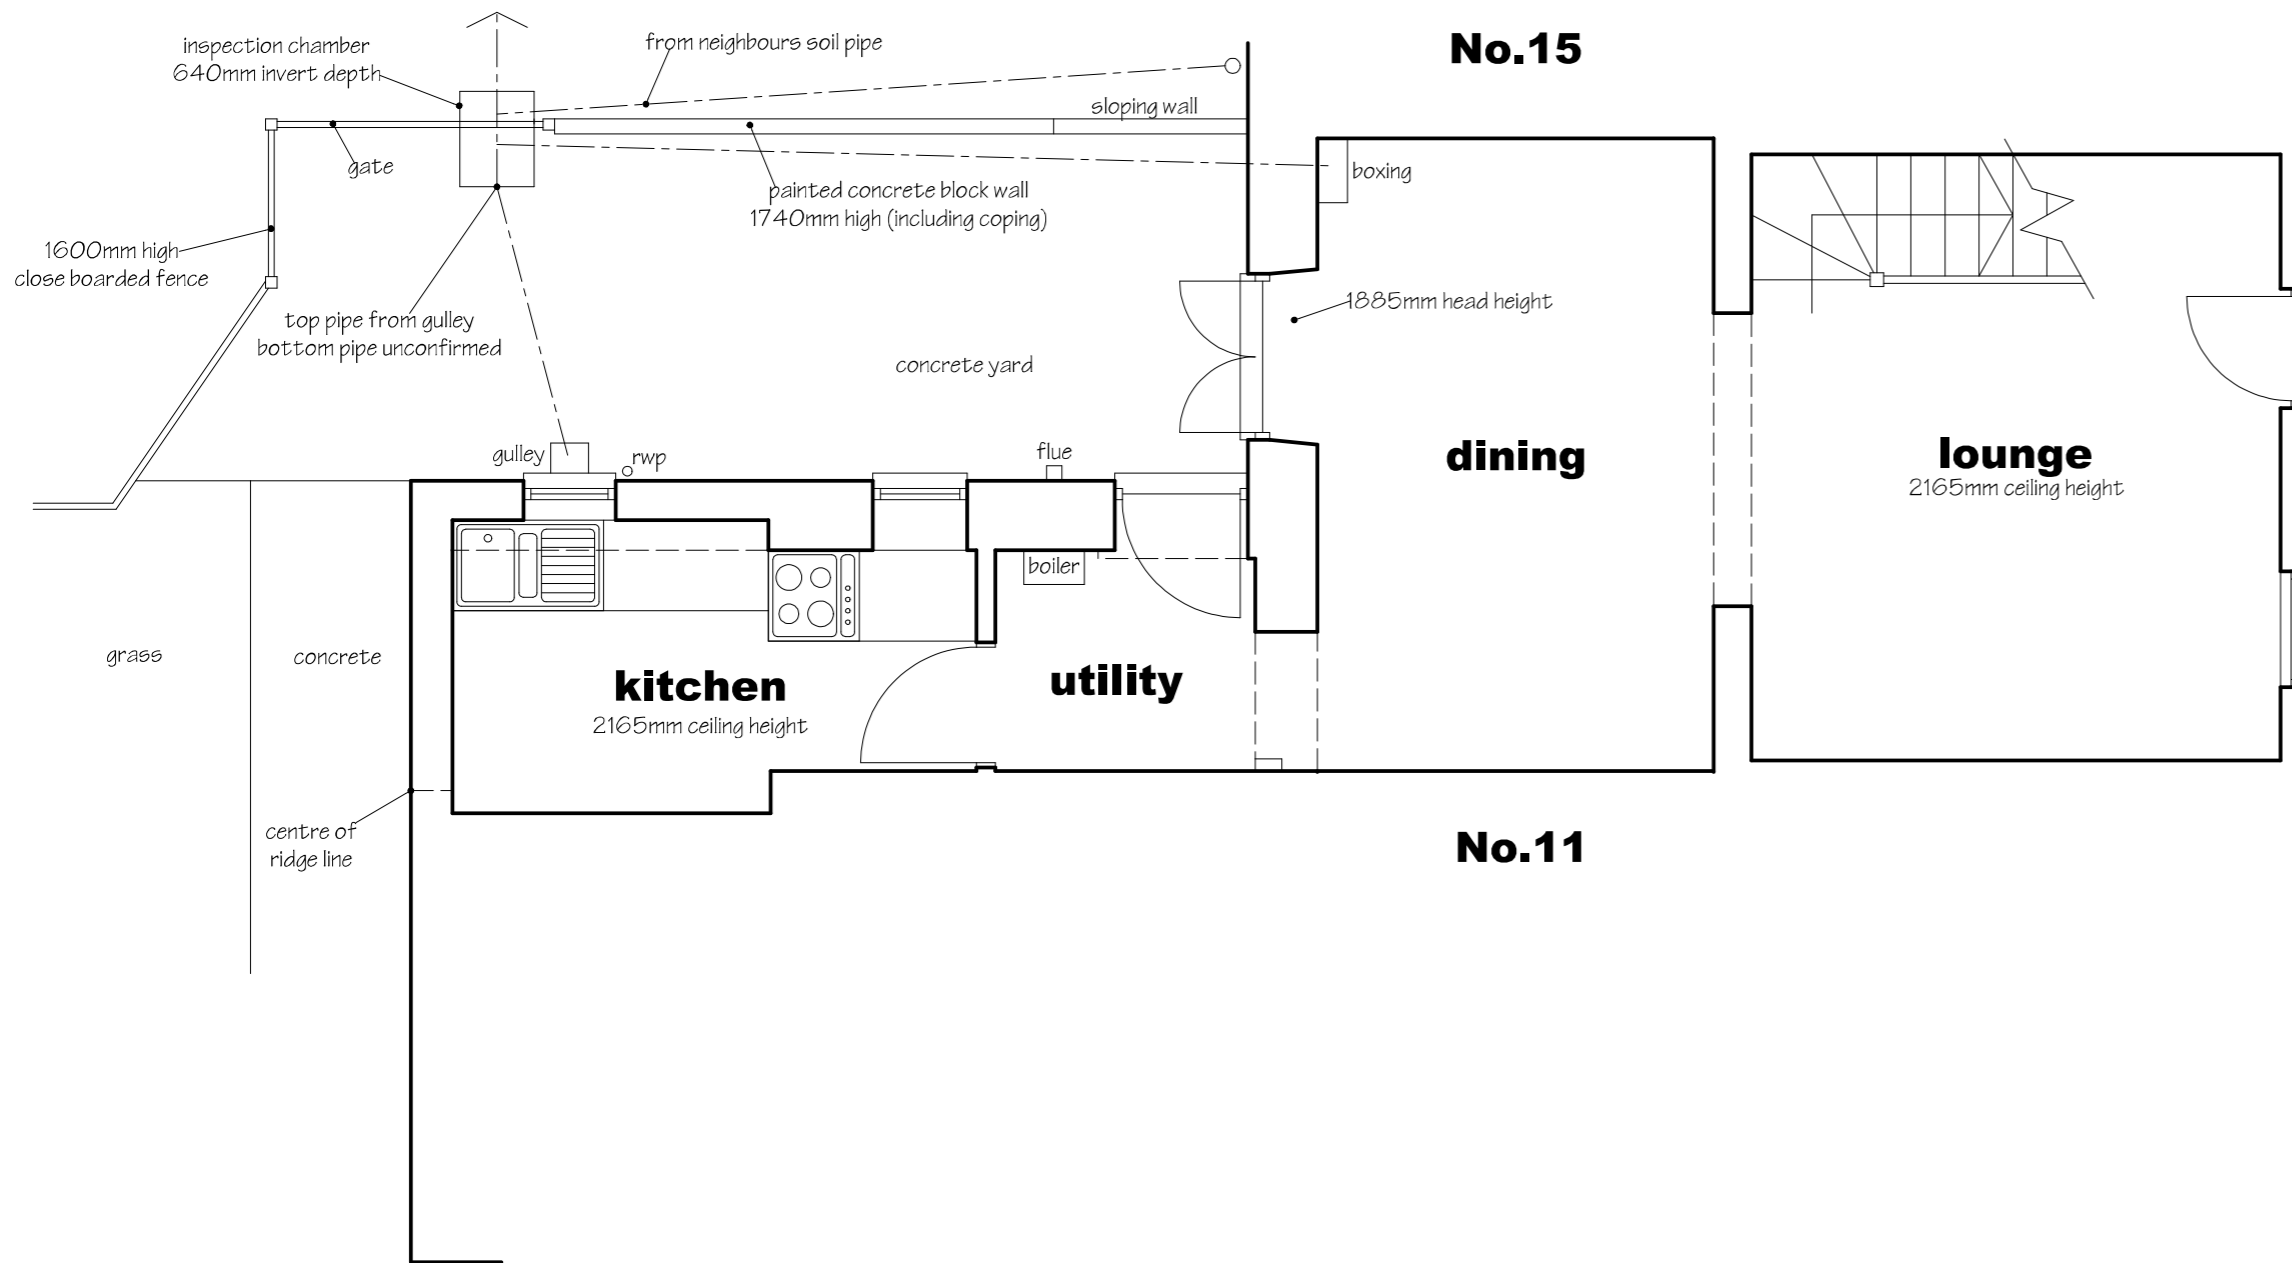 No.15
inspection chamber
640mm invert depth
from neighbours soil pipe
sloping wall
gate
boxing
painted concrete block wall
1740mm high (including coping)
1600mm high
close boarded fence
top pipe from gulley
bottom pipe unconfirmed
1885mm head height
concrete yard
gulley
rwp
flue
dining
lounge
2165mm ceiling height
boiler
grass
concrete
kitchen
2165mm ceiling height
utility
centre of
ridge line
No.11